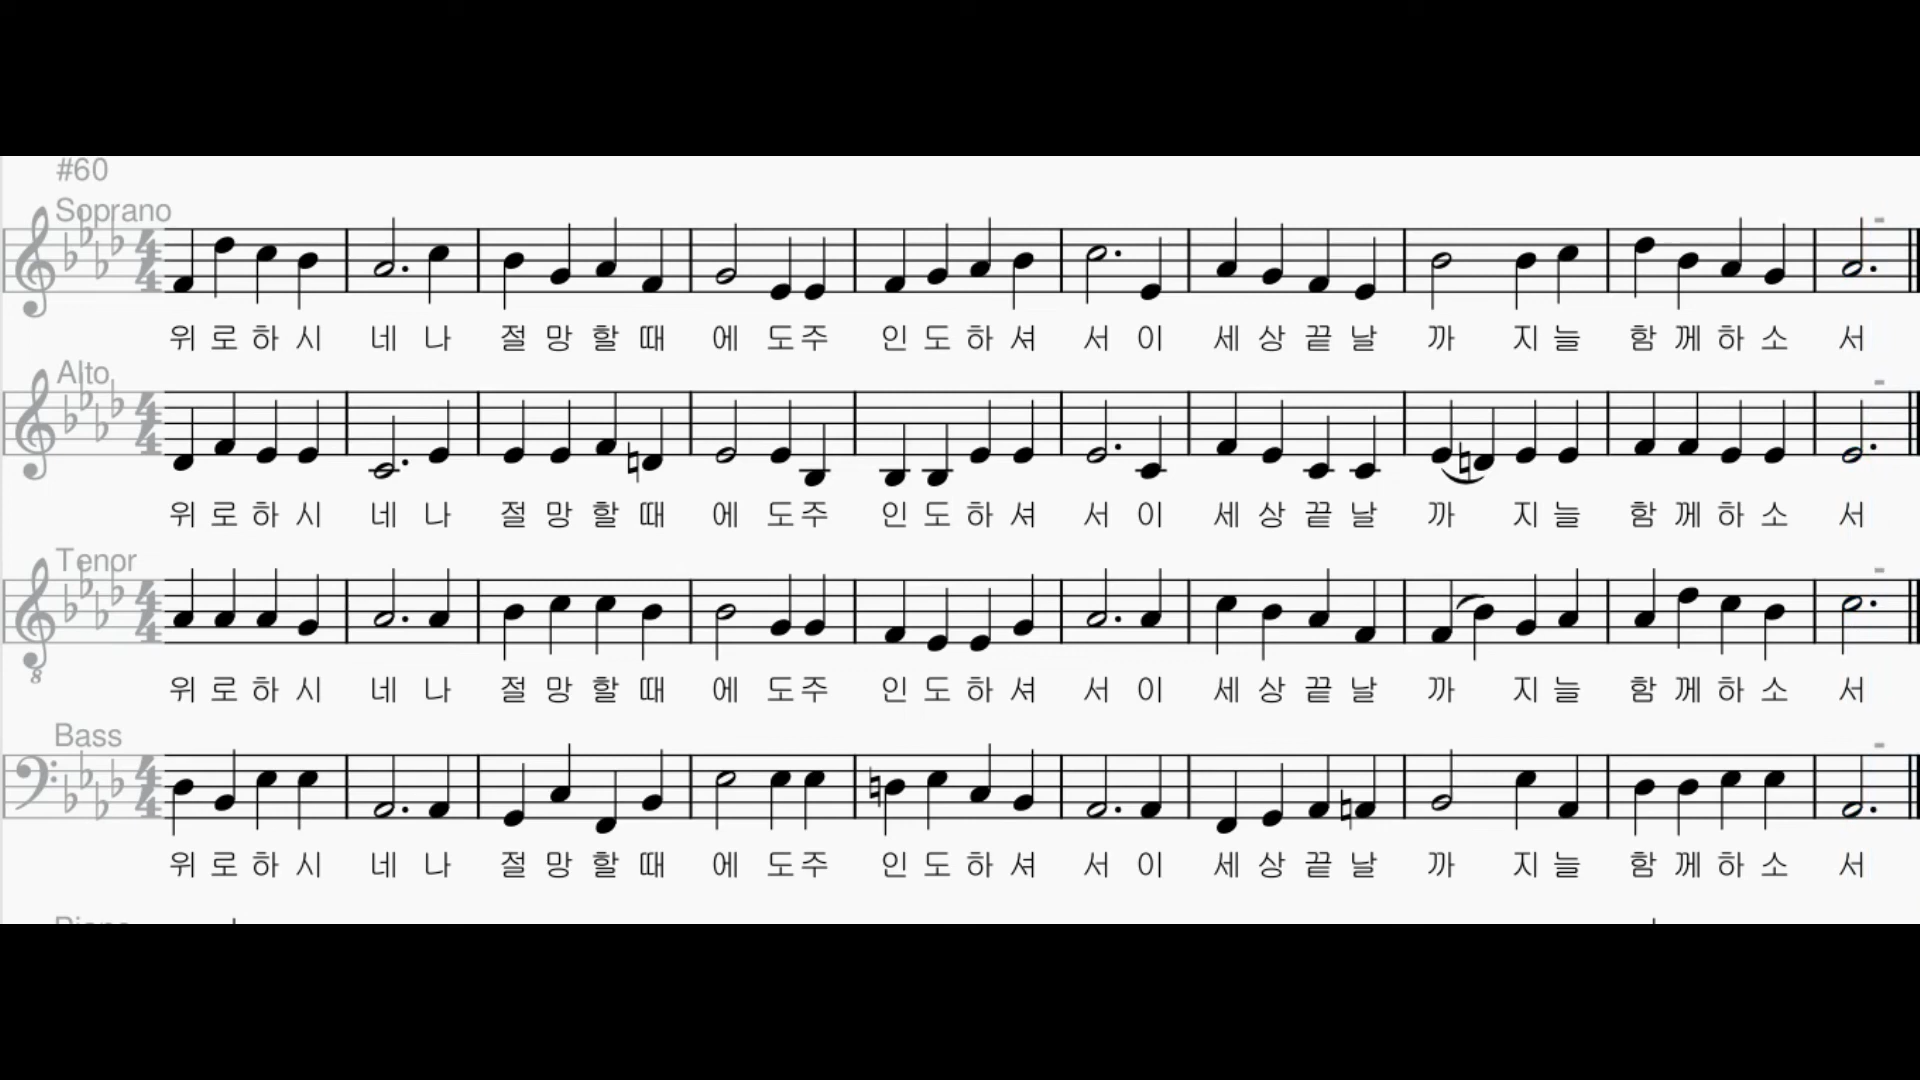 #60
Soprano
위 로 하 시 네 나 절 망 할 때 에 도 주 인 도 하 셔 서 이 세 상 끝 날 까 지 늘 함 께 하 소 서
Alto
위 로 하 시 네 나 절 망 할 때 에 도 주 인 도 하 셔 서 이 세 상 끝 날 까 지 늘 함 께 하 소 서
Tenor
위 로 하 시 네 나 절 망 할 때 에 도 주 인 도 하 셔 서 이 세 상 끝 날 까 지 늘 함 께 하 소 서
Bass
위 로 하 시 네 나 절 망 할 때 에 도 주 인 도 하 셔 서 이 세 상 끝 날 까 지 늘 함 께 하 소 서